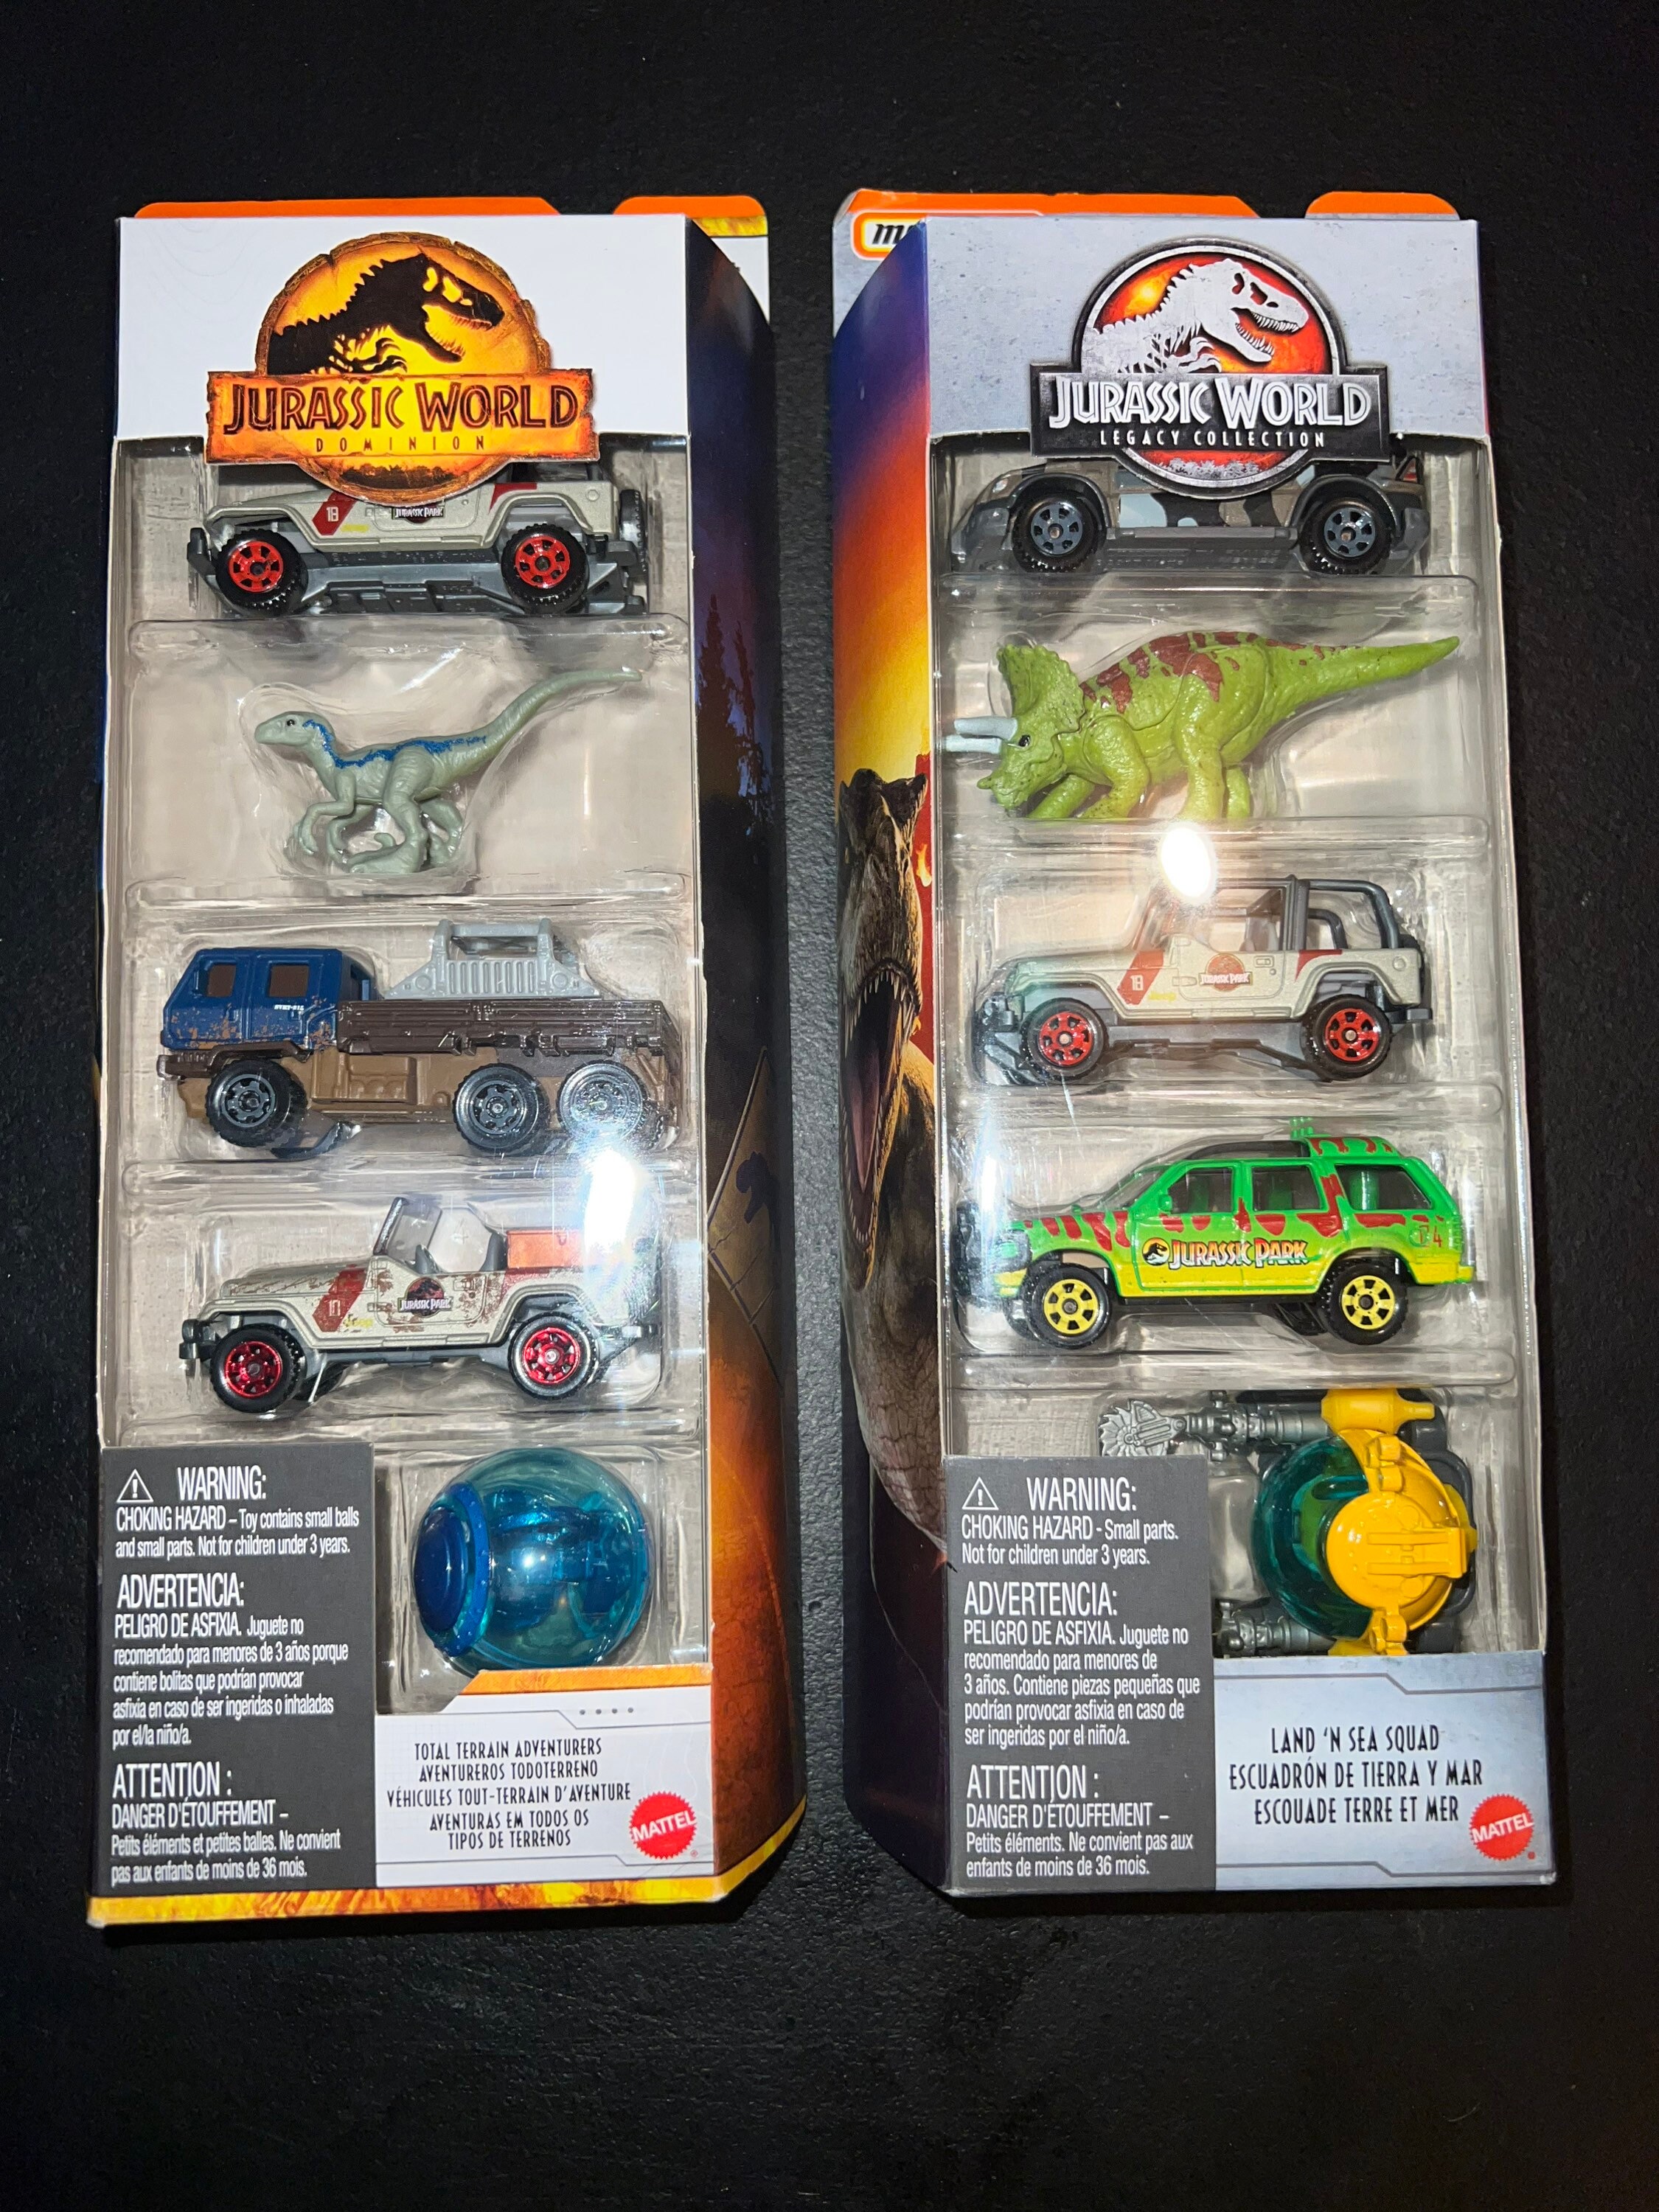 JURASSIC WORLD
DOMINION
18
Jeep
JURASSIC PARK
JURASSIC PARK
WARNING:
CHOKING HAZARD – Toy contains small balls
and small parts. Not for children under 3 years.
ADVERTENCIA:
PELIGRO DE ASFIXIA. Juguete no
recomendado para menores de 3 años porque
contiene bolitas que podrían provocar
asfixia en caso de ser ingeridas o inhaladas
por el/la niño/a.
ATTENTION :
DANGER D'ÉTOUFFEMENT –
Petits éléments et petites balles. Ne convient
pas aux enfants de moins de 36 mois.
TOTAL TERRAIN ADVENTURERS
AVENTUREROS TODOTERRENO
VÉHICULES TOUT-TERRAIN D'AVENTURE
AVENTURAS EM TODOS OS
TIPOS DE TERRENOS
MATTEL
JURASSIC WORLD
LEGACY COLLECTION
18
Jeep
JURASSIC PARK
JURASSIC PARK
WARNING:
CHOKING HAZARD - Small parts.
Not for children under 3 years.
ADVERTENCIA:
PELIGRO DE ASFIXIA. Juguete no
recomendado para menores de
3 años. Contiene piezas pequeñas que
podrían provocar asfixia en caso de
ser ingeridas por el niño/a.
ATTENTION :
DANGER D'ÉTOUFFEMENT –
Petits éléments. Ne convient pas aux
enfants de moins de 36 mois.
LAND 'N SEA SQUAD
ESCUADRÓN DE TIERRA Y MAR
ESCOUADE TERRE ET MER
MATTEL